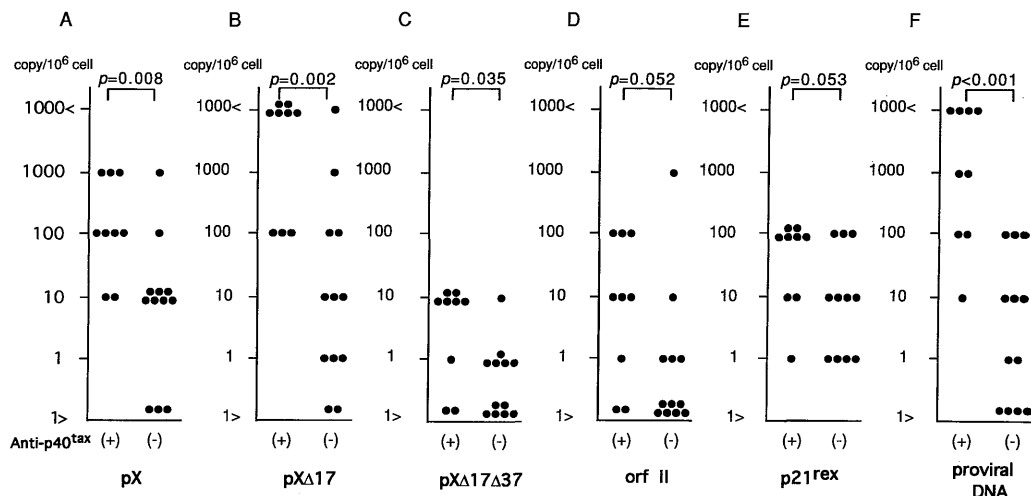 A B C D E F
copy/10⁶ cell copy/10⁶ cell copy/10⁶ cell copy/10⁶ cell copy/10⁶ cell copy/10⁶ cell
p=0.008 p=0.002 p=0.035 p=0.052 p=0.053 p<0.001
1000< 1000< 1000< 1000< 1000< 1000<
1000 1000 1000 1000 1000 1000
100 100 100 100 100 100
10 10 10 10 10 10
1 1 1 1 1 1
1> 1> 1> 1> 1> 1>
Anti-p40tax (+) (-) (+) (-) (+) (-) (+) (-) (+) (-) (+) (-)
pX pXΔ17 pXΔ17Δ37 orf II p21rex proviral
DNA